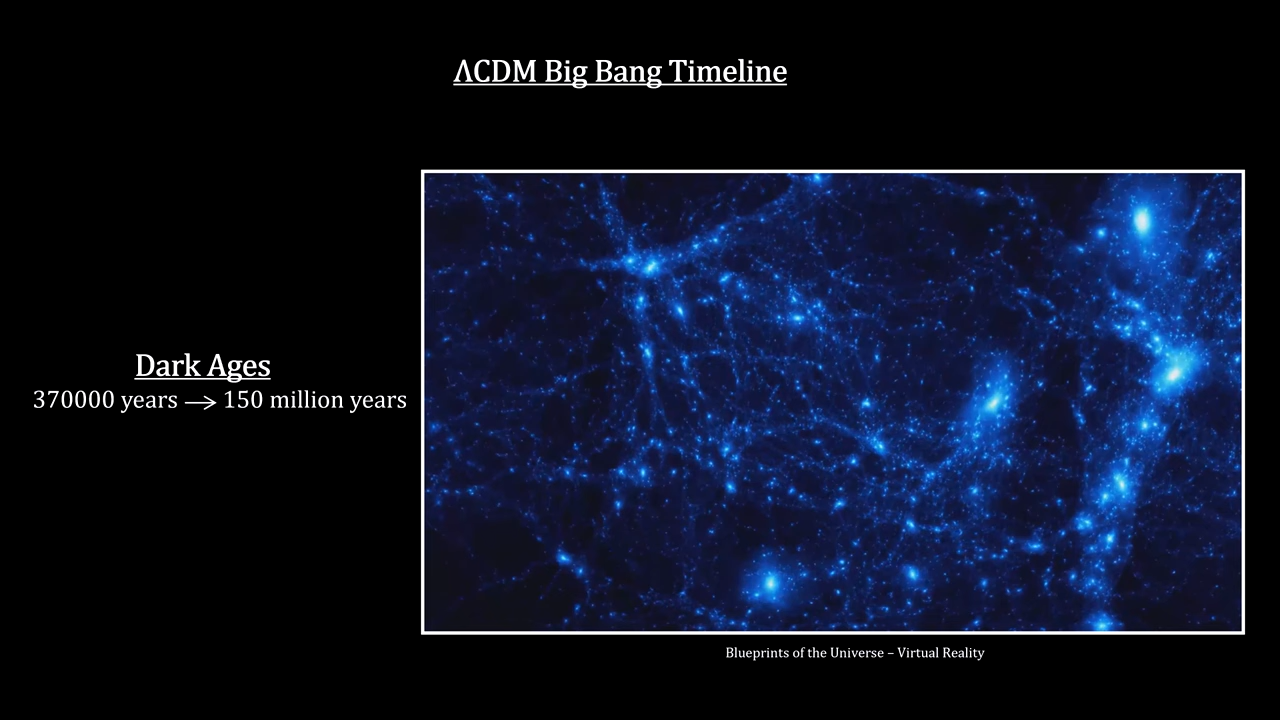 ΛCDM Big Bang Timeline
Dark Ages
370000 years → 150 million years
Blueprints of the Universe – Virtual Reality